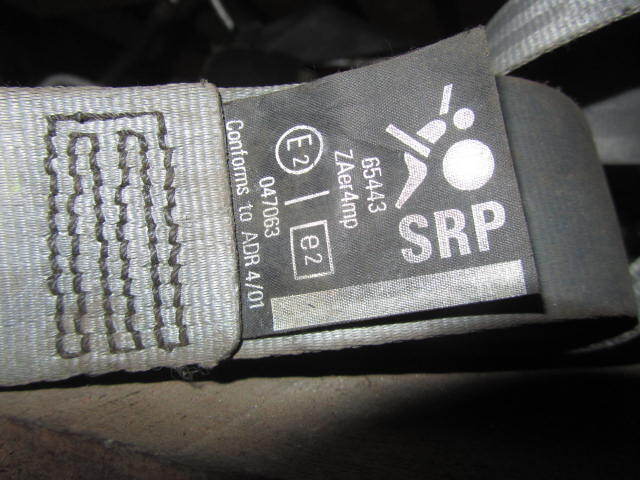 65443
ZAer4mp
E2
e2
047063
Conforms to ADR 4/01
SRP